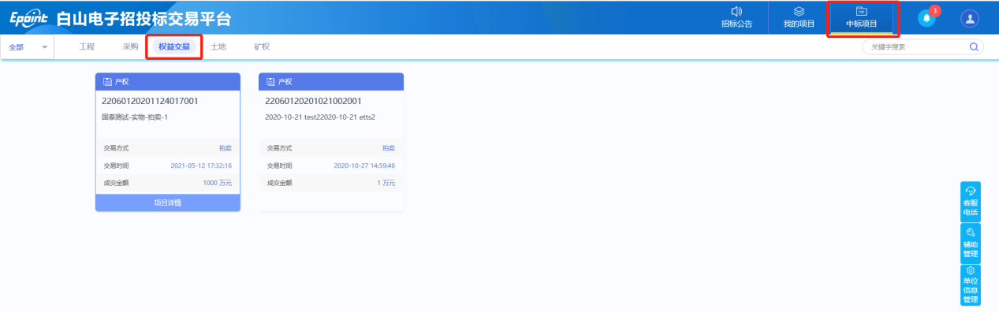 Epoint 白山电子招投标交易平台
招标公告
我的项目
中标项目
3
全部
工程
采购
权益交易
土地
矿权
关键字搜索
产权
22060120201124017001
国泰测试-实物-拍卖-1
交易方式 拍卖
交易时间 2021-05-12 17:32:16
成交金额 1000 万元
项目详情
产权
22060120201021002001
2020-10-21 test22020-10-21 etts2
交易方式 拍卖
交易时间 2020-10-27 14:59:46
成交金额 1 万元
客服
电话
辅助
管理
单位
信息
管理